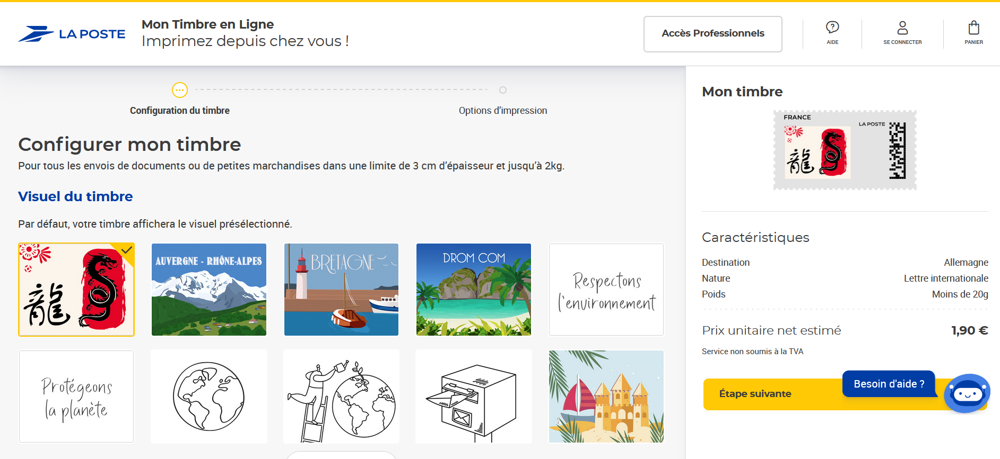 LA POSTE
Mon Timbre en Ligne
Imprimez depuis chez vous !
Accès Professionnels
AIDE
SE CONNECTER
PANIER
Configuration du timbre
Options d’impression
Configurer mon timbre
Pour tous les envois de documents ou de petites marchandises dans une limite de 3 cm d’épaisseur et jusqu’à 2kg.
Visuel du timbre
Par défaut, votre timbre affichera le visuel présélectionné.
龍
AUVERGNE - RHÔNE-ALPES
BRETAGNE
DROM COM
Respectons
l'environnement
Protégeons
la planète
Mon timbre
FRANCE
LA POSTE
龍
Caractéristiques
Destination Allemagne
Nature Lettre internationale
Poids Moins de 20g
Prix unitaire net estimé 1,90 €
Service non soumis à la TVA
Étape suivante
Besoin d'aide ?